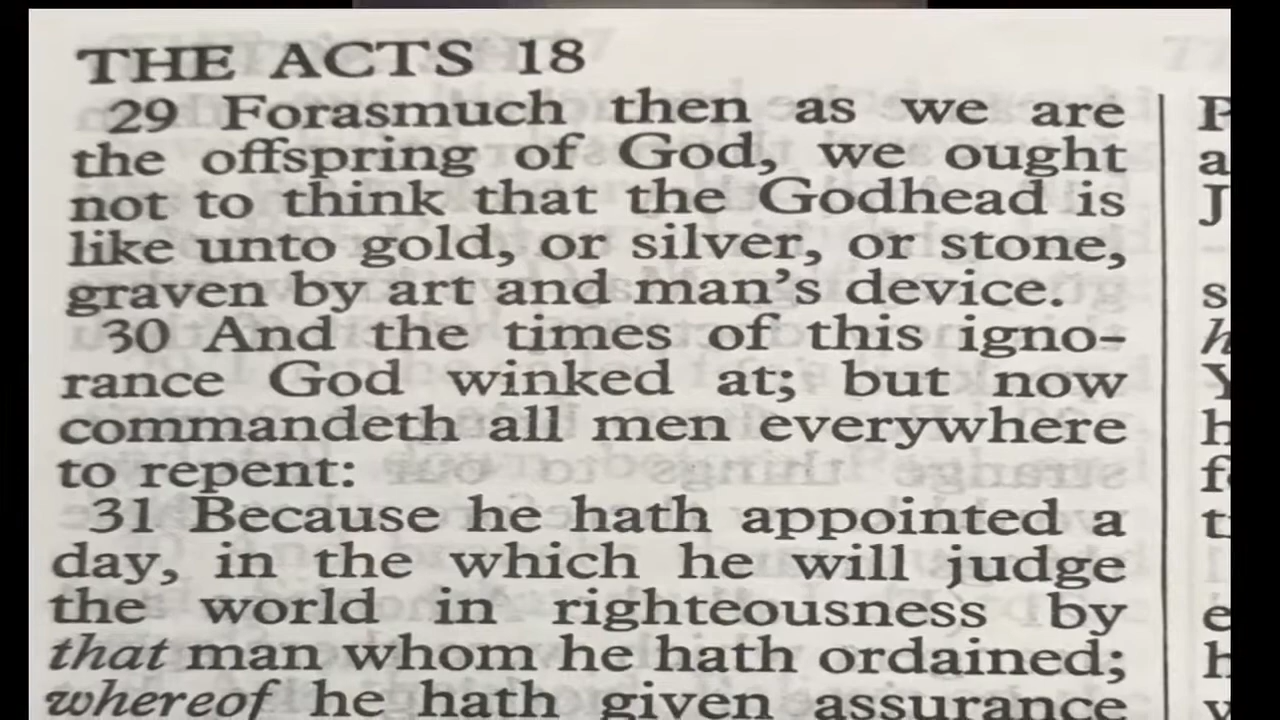 THE ACTS 18
29 Forasmuch then as we are
the offspring of God, we ought
not to think that the Godhead is
like unto gold, or silver, or stone,
graven by art and man's device.
30 And the times of this igno-
rance God winked at; but now
commandeth all men everywhere
to repent:
31 Because he hath appointed a
day, in the which he will judge
the world in righteousness by
that man whom he hath ordained;
whereof he hath given assurance